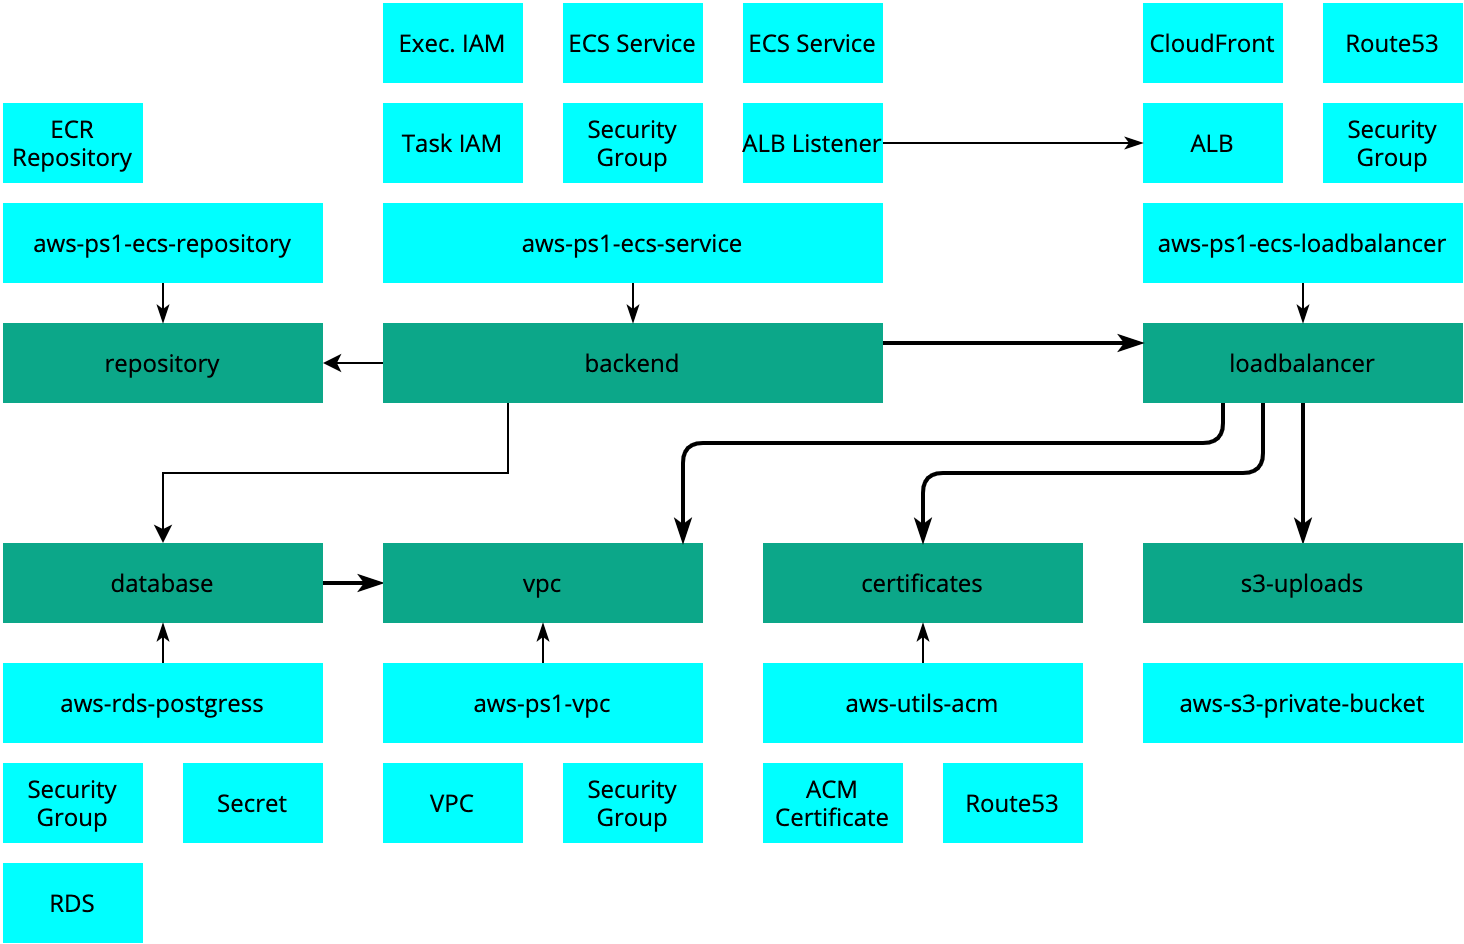 Exec. IAM
ECS Service
ECS Service
CloudFront
Route53
ECR
Repository
Task IAM
Security
Group
ALB Listener
ALB
Security
Group
aws-ps1-ecs-repository
aws-ps1-ecs-service
aws-ps1-ecs-loadbalancer
repository
backend
loadbalancer
database
vpc
certificates
s3-uploads
aws-rds-postgress
aws-ps1-vpc
aws-utils-acm
aws-s3-private-bucket
Security
Group
Secret
VPC
Security
Group
ACM
Certificate
Route53
RDS